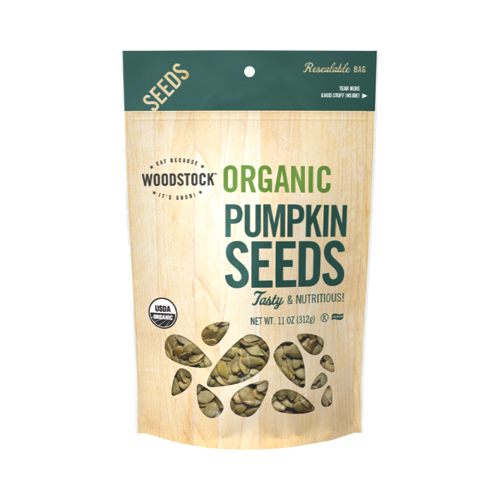 SEEDS
Resealable BAG
TEAR HERE
GOOD STUFF INSIDE!
EAT BECAUSE
WOODSTOCK
IT'S GOOD!
ORGANIC
PUMPKIN
SEEDS
Tasty & NUTRITIOUS!
NET WT. 11 OZ (312g)
USDA
ORGANIC